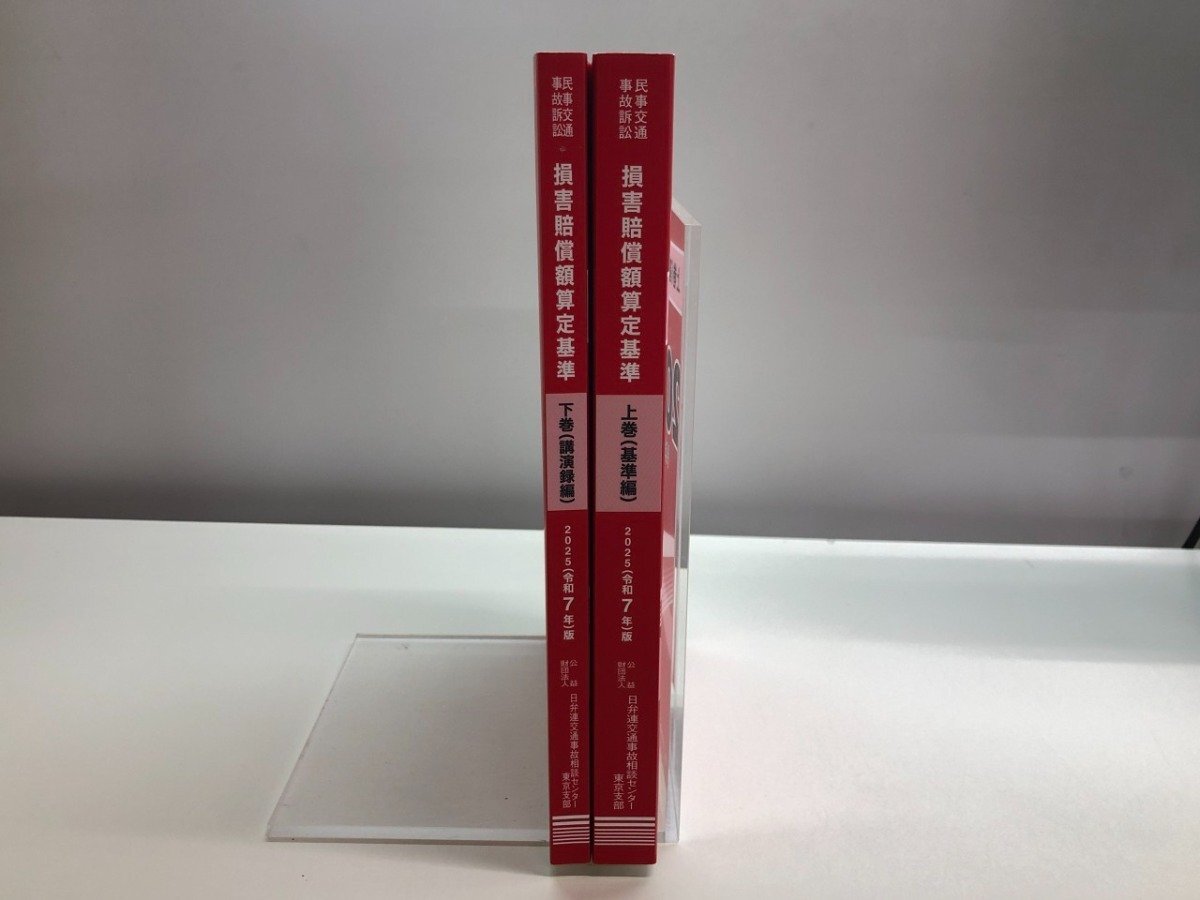 民事交通
事故訴訟
損害賠償額算定基準
上巻(基準編)
2025(令和7年)版
公益
財団法人
日弁連交通事故相談センター
東京支部
民事交通
事故訴訟
損害賠償額算定基準
下巻(講演録編)
2025(令和7年)版
公益
財団法人
日弁連交通事故相談センター
東京支部